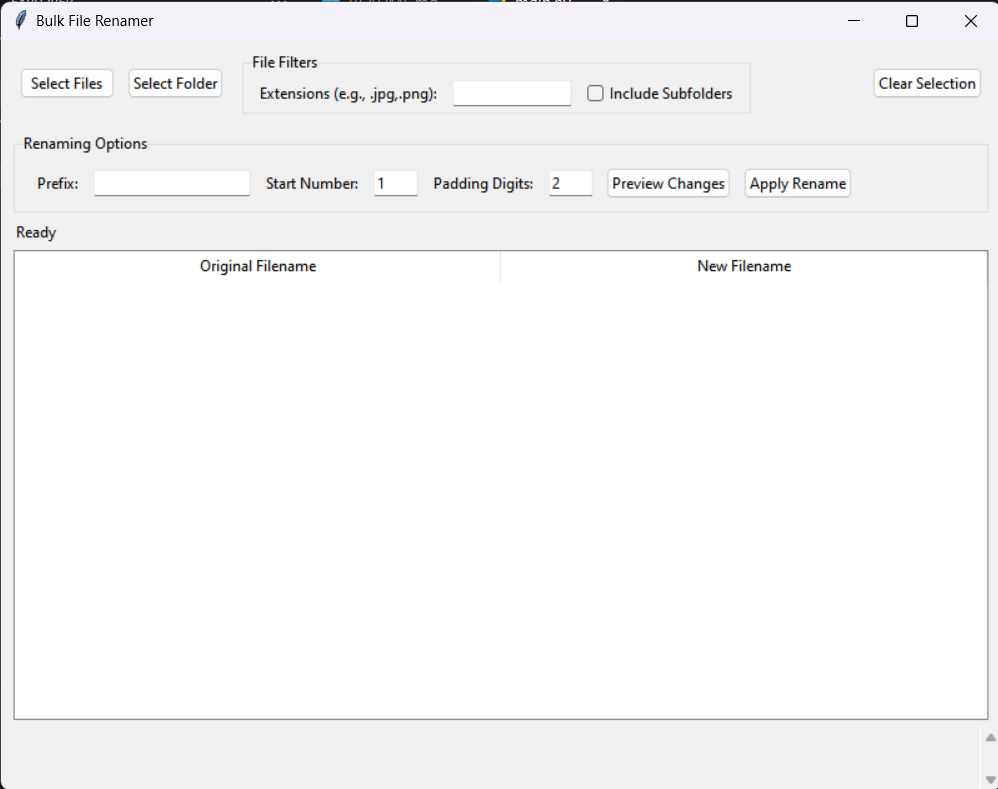 Bulk File Renamer
File Filters
Select Files Select Folder Extensions (e.g., .jpg,.png): Include Subfolders Clear Selection
Renaming Options
Prefix: Start Number: 1 Padding Digits: 2 Preview Changes Apply Rename
Ready
Original Filename New Filename